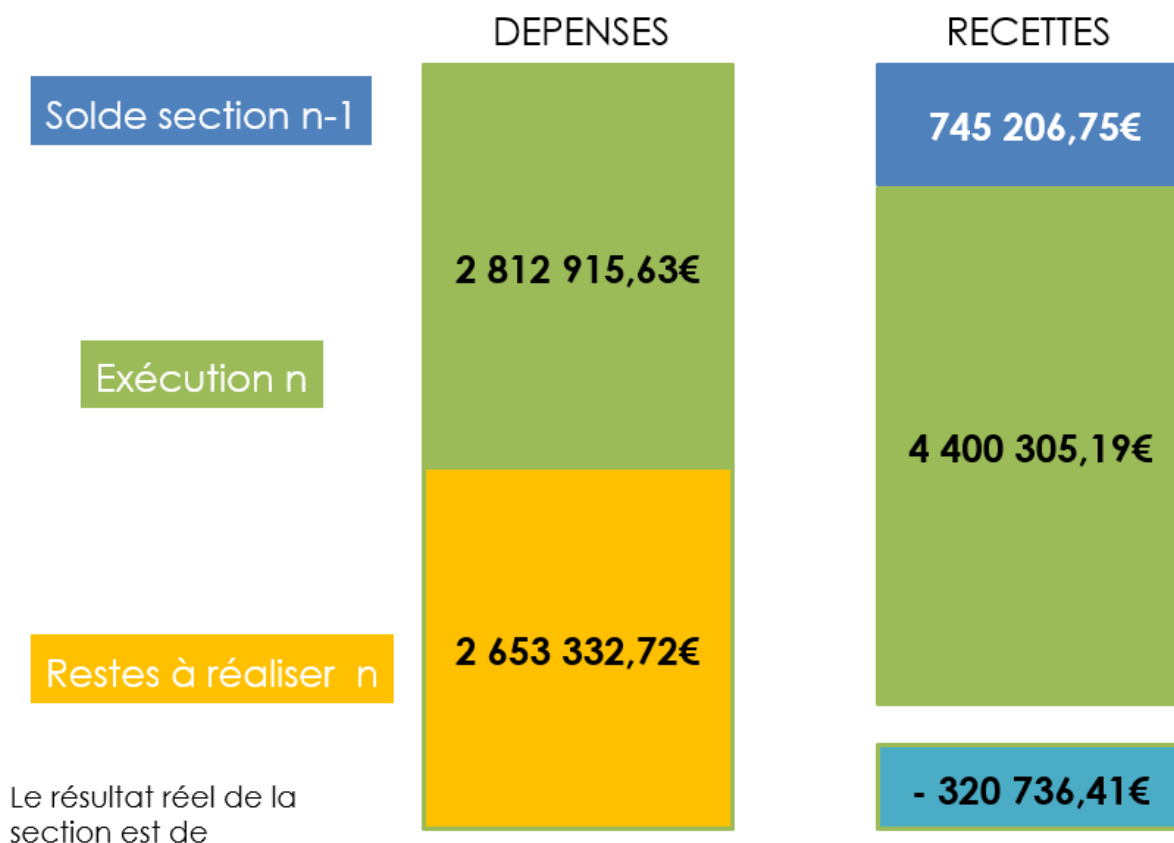 DEPENSES
RECETTES
Solde section n-1
745 206,75€
2 812 915,63€
Exécution n
4 400 305,19€
2 653 332,72€
Restes à réaliser n
- 320 736,41€
Le résultat réel de la
section est de